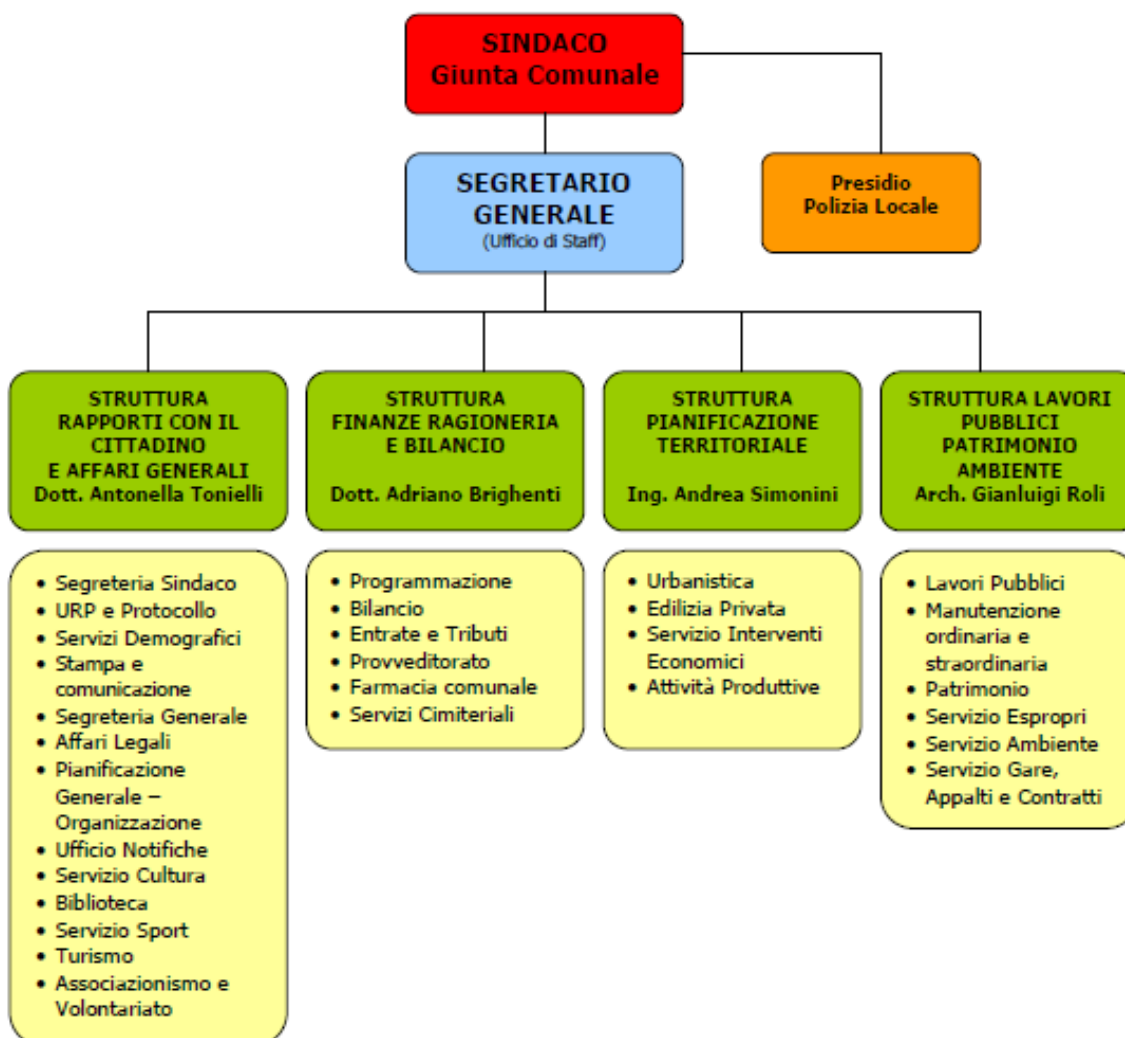 SINDACO
Giunta Comunale
SEGRETARIO
GENERALE
(Ufficio di Staff)
Presidio
Polizia Locale
STRUTTURA
RAPPORTI CON IL
CITTADINO
E AFFARI GENERALI
Dott. Antonella Tonielli
STRUTTURA
FINANZE RAGIONERIA
E BILANCIO
Dott. Adriano Brighenti
STRUTTURA
PIANIFICAZIONE
TERRITORIALE
Ing. Andrea Simonini
STRUTTURA LAVORI
PUBBLICI
PATRIMONIO
AMBIENTE
Arch. Gianluigi Roli
• Segreteria Sindaco
• URP e Protocollo
• Servizi Demografici
• Stampa e
comunicazione
• Segreteria Generale
• Affari Legali
• Pianificazione
Generale –
Organizzazione
• Ufficio Notifiche
• Servizio Cultura
• Biblioteca
• Servizio Sport
• Turismo
• Associazionismo e
Volontariato
• Programmazione
• Bilancio
• Entrate e Tributi
• Provveditorato
• Farmacia comunale
• Servizi Cimiteriali
• Urbanistica
• Edilizia Privata
• Servizio Interventi
Economici
• Attività Produttive
• Lavori Pubblici
• Manutenzione
ordinaria e
straordinaria
• Patrimonio
• Servizio Espropri
• Servizio Ambiente
• Servizio Gare,
Appalti e Contratti